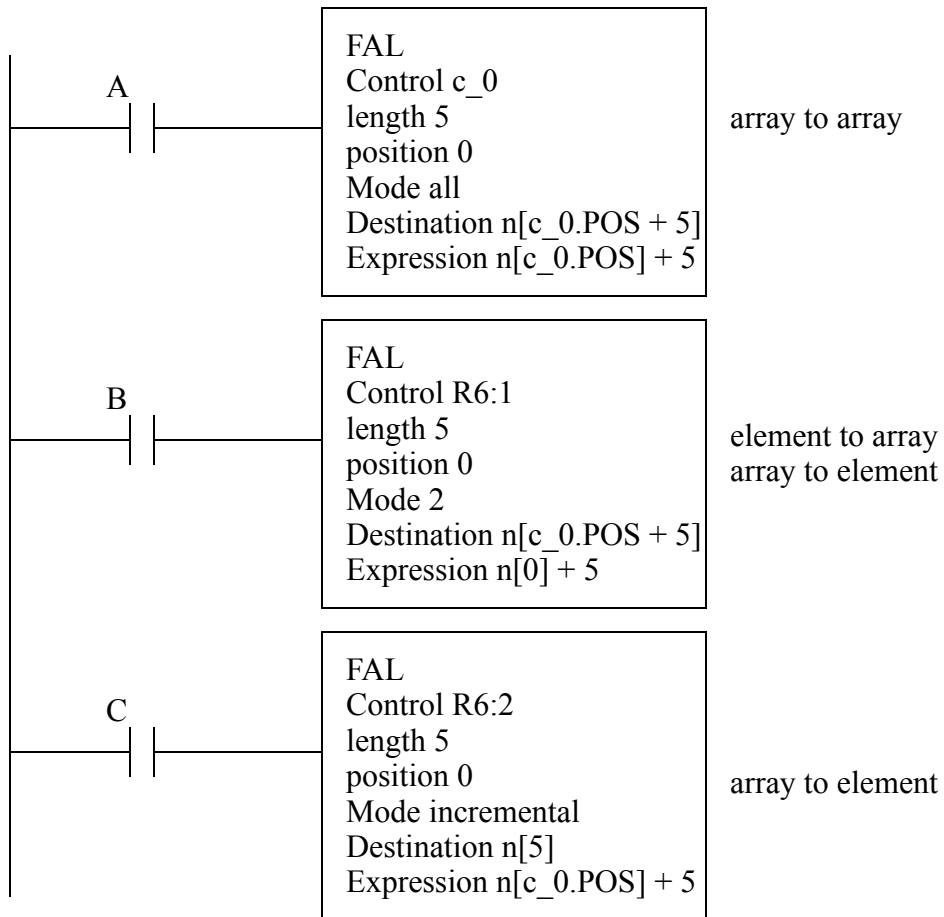 A
FAL
Control c_0
length 5
position 0
Mode all
Destination n[c_0.POS + 5]
Expression n[c_0.POS] + 5
array to array
B
FAL
Control R6:1
length 5
position 0
Mode 2
Destination n[c_0.POS + 5]
Expression n[0] + 5
element to array
array to element
C
FAL
Control R6:2
length 5
position 0
Mode incremental
Destination n[5]
Expression n[c_0.POS] + 5
array to element